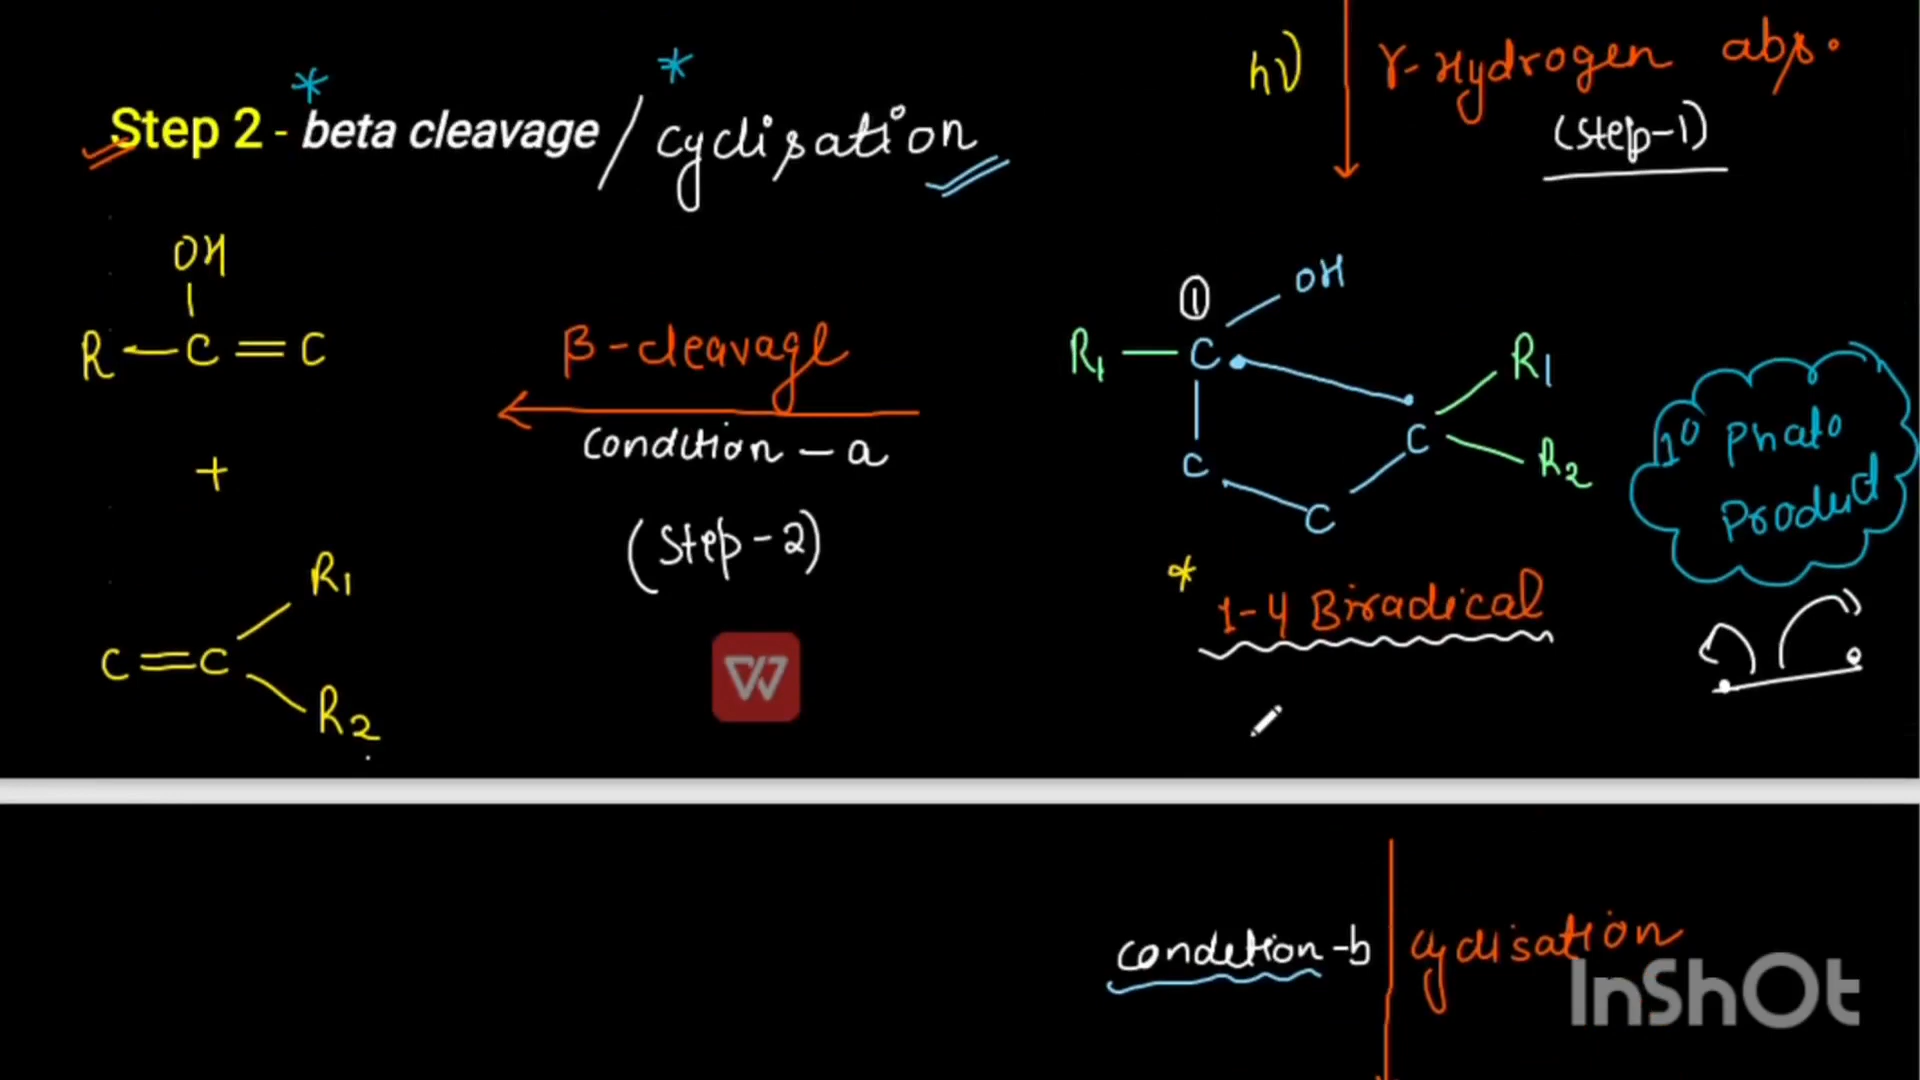 hν γ-Hydrogen abs.
(Step-1)
Step 2 - beta cleavage / cyclisation
OH
R-C=C
+
R1
C=C
R2
β-cleavage
Condition - a
(Step-2)
① OH
R1-C
R1
C
R2
C
C
1-4 Biradical
1° Photo
Product
condition-b cyclisation
InShOt